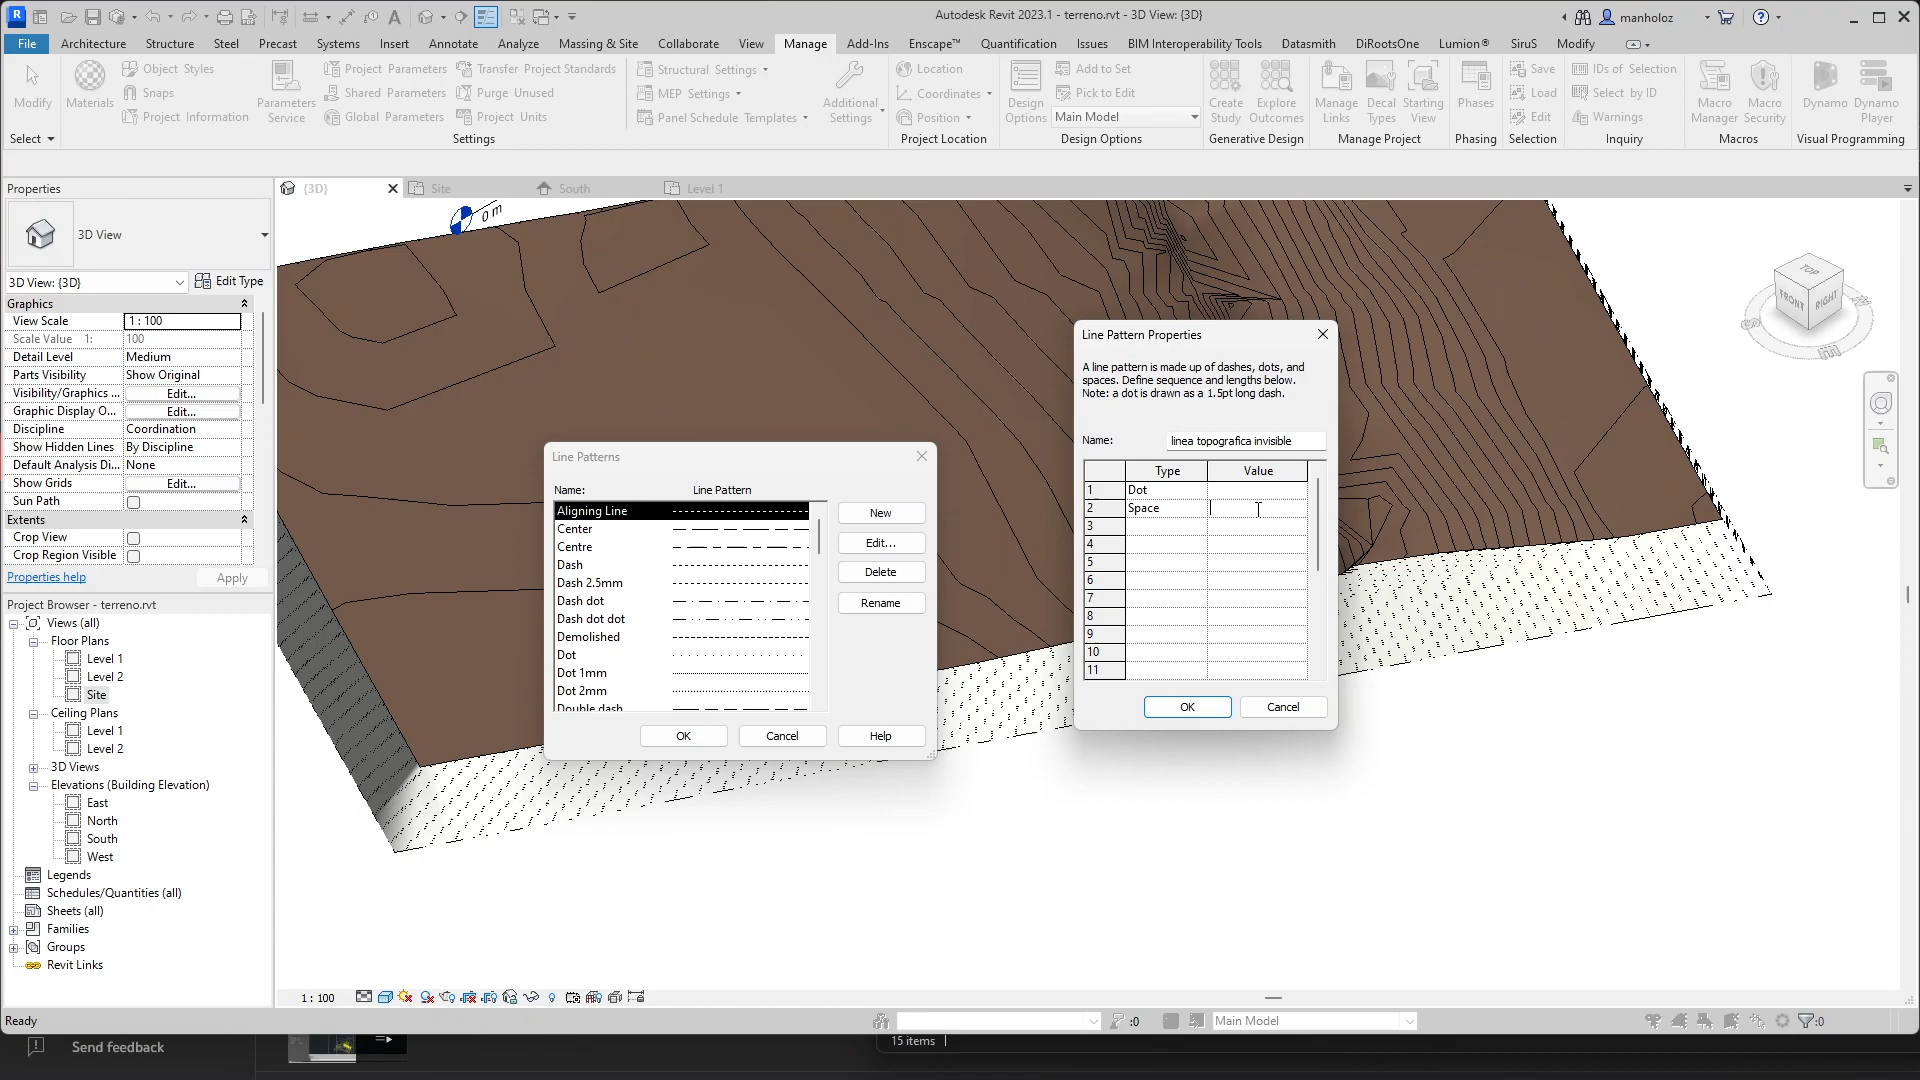 Autodesk Revit 2023.1 - terreno.rvt - 3D View: {3D}
manholoz
File
Architecture
Structure
Steel
Precast
Systems
Insert
Annotate
Analyze
Massing & Site
Collaborate
View
Manage
Add-Ins
Enscape™
Quantification
Issues
BIM Interoperability Tools
Datasmith
DiRootsOne
Lumion®
SiruS
Modify
Modify
Select
Materials
Object Styles
Snaps
Project Information
Parameters
Service
Project Parameters
Shared Parameters
Global Parameters
Transfer Project Standards
Purge Unused
Project Units
Settings
Structural Settings
MEP Settings
Panel Schedule Templates
Additional
Settings
Location
Coordinates
Position
Project Location
Design
Options
Add to Set
Pick to Edit
Main Model
Design Options
Create
Study
Explore
Outcomes
Generative Design
Manage
Links
Decal
Types
Starting
View
Manage Project
Phases
Phasing
Save
Load
Edit
Selection
IDs of Selection
Select by ID
Warnings
Inquiry
Macro
Manager
Macro
Security
Macros
Dynamo
Dynamo
Player
Visual Programming
Properties
{3D}
Site
South
Level 1
3D View
3D View: {3D}
Edit Type
Graphics
View Scale 1 : 100
Scale Value 1: 100
Detail Level Medium
Parts Visibility Show Original
Visibility/Graphics ... Edit...
Graphic Display O... Edit...
Discipline Coordination
Show Hidden Lines By Discipline
Default Analysis Di... None
Show Grids Edit...
Sun Path
Extents
Crop View
Crop Region Visible
Properties help
Apply
Project Browser - terreno.rvt
Views (all)
Floor Plans
Level 1
Level 2
Site
Ceiling Plans
Level 1
Level 2
3D Views
Elevations (Building Elevation)
East
North
South
West
Legends
Schedules/Quantities (all)
Sheets (all)
Families
Groups
Revit Links
0 m
TOP
FRONT
RIGHT
Line Patterns
Name: Line Pattern
Aligning Line
Center
Centre
Dash
Dash 2.5mm
Dash dot
Dash dot dot
Demolished
Dot
Dot 1mm
Dot 2mm
Double dash
New
Edit...
Delete
Rename
OK
Cancel
Help
Line Pattern Properties
A line pattern is made up of dashes, dots, and
spaces. Define sequence and lengths below.
Note: a dot is drawn as a 1.5pt long dash.
Name: linea topografica invisible
Type Value
1 Dot
2 Space
3
4
5
6
7
8
9
10
11
OK
Cancel
1 : 100
Ready
:0
Main Model
:0
Send feedback
15 items